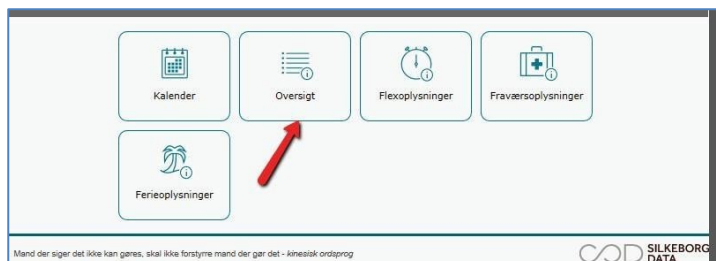 Kalender
Oversigt
Flexoplysninger
Fraværsoplysninger
Ferieoplysninger
Mand der siger det ikke kan gøres, skal ikke forstyrre mand der gør det - kinesisk ordsprog
SILKEBORG
DATA